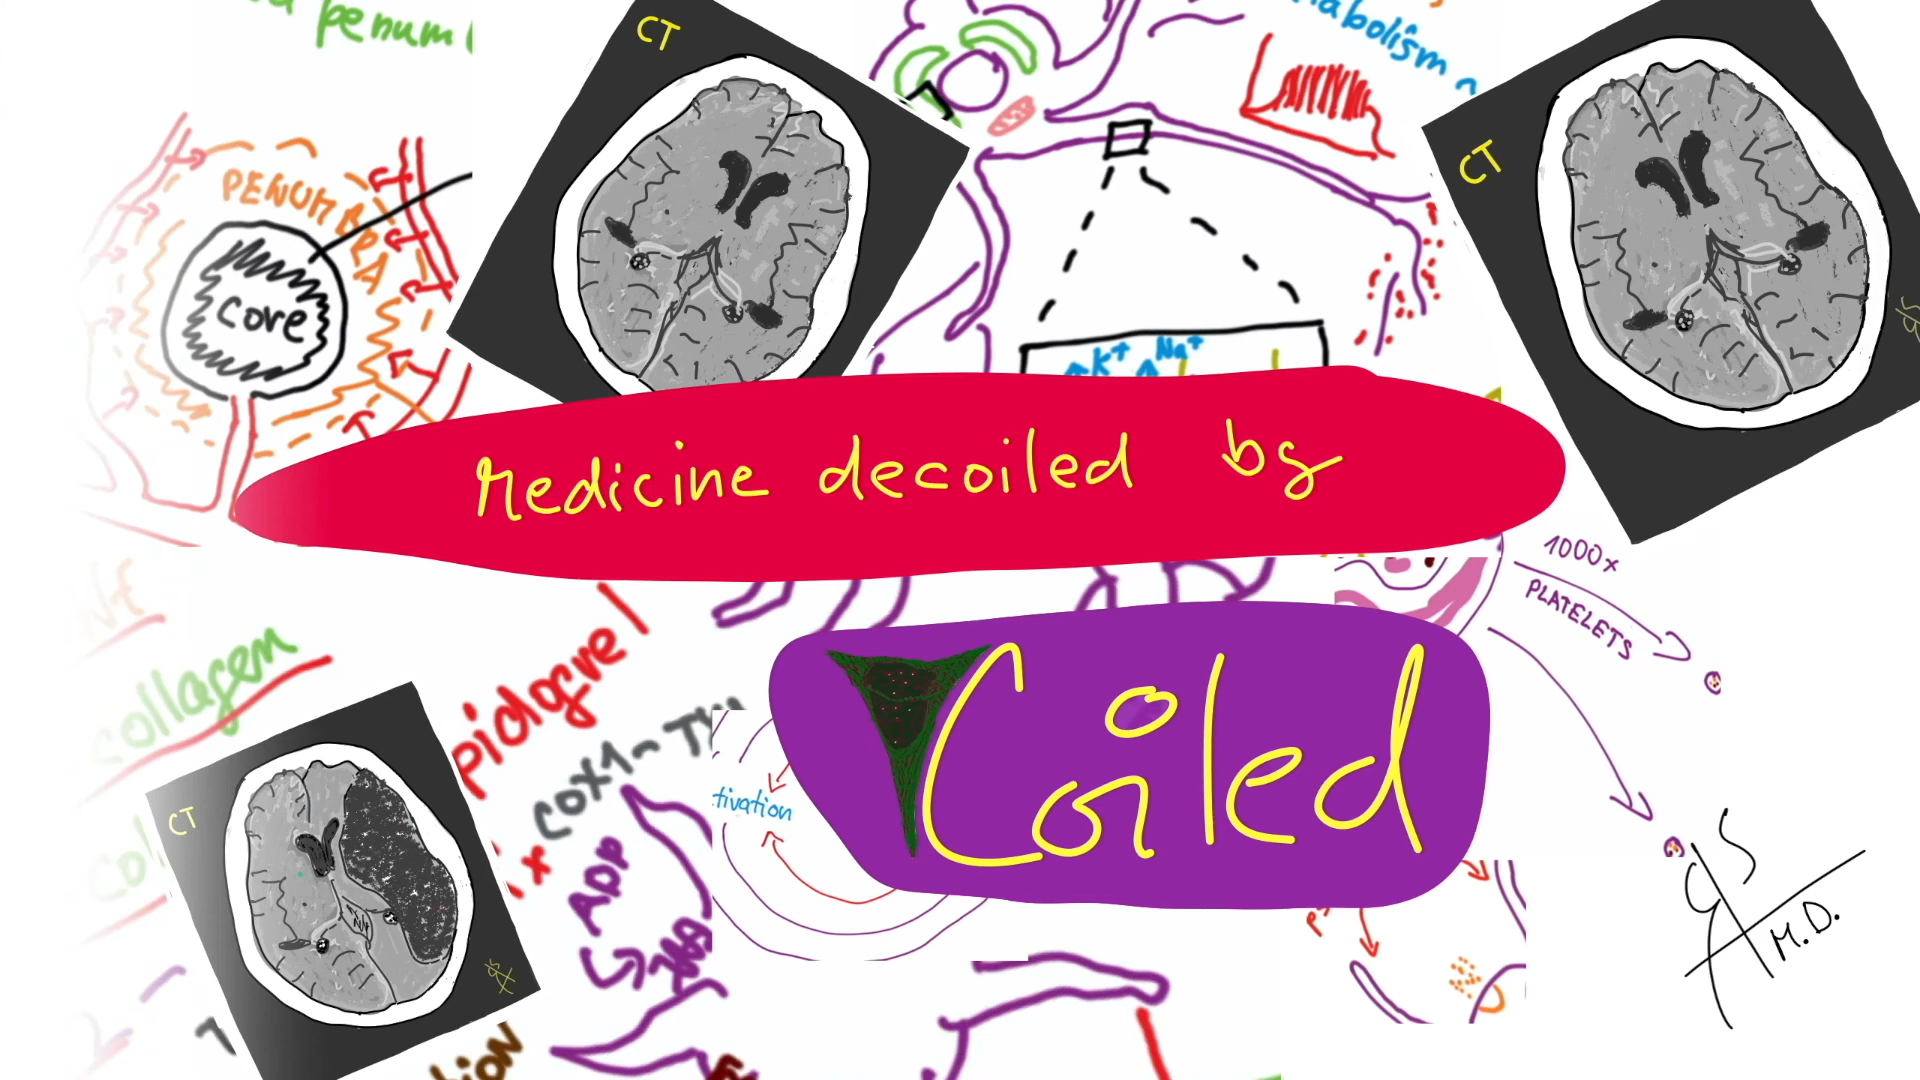 penum
CT
abolism
CT
PENUMBRA
core
K+ Na+
Medicine decoiled by
1000x
PLATELETS
collagen
Coiled
pidogrel
COX1-TX
CT
tivation
ADP
M.D.